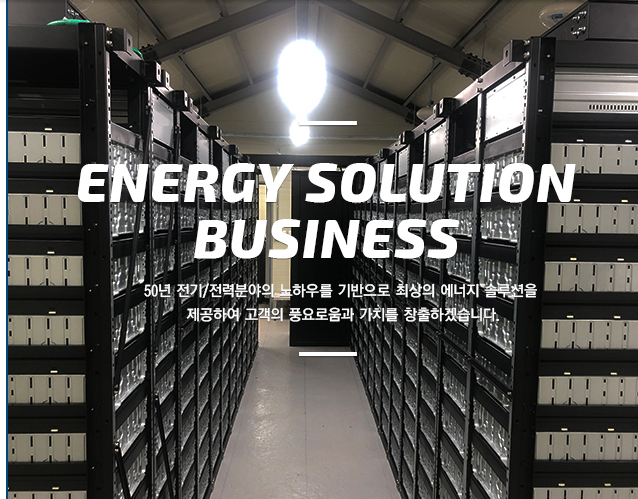 ENERGY SOLUTION
BUSINESS
50년 전기/전력분야의 노하우를 기반으로 최상의 에너지 솔루션을
제공하여 고객의 풍요로움과 가치를 창출하겠습니다.